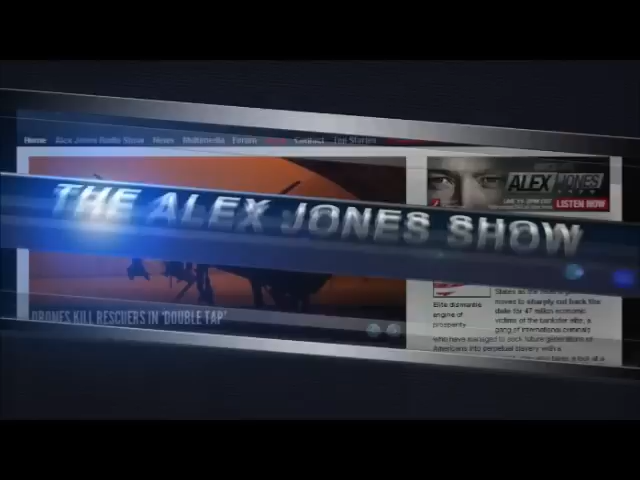 Home Alex Jones Radio Show News Multimedia Forum Contact Top Stories
ALEX JONES
LISTEN NOW
THE ALEX JONES SHOW
DRONES KILL RESCUERS IN 'DOUBLE TAP'
Elite dismantle
engine of
prosperity
moves to sharply cut back the
dole for 47 million economic
victims of the bankster elite, a
gang of international criminals
who have managed to sock future generations of
Americans into perpetual slavery with a